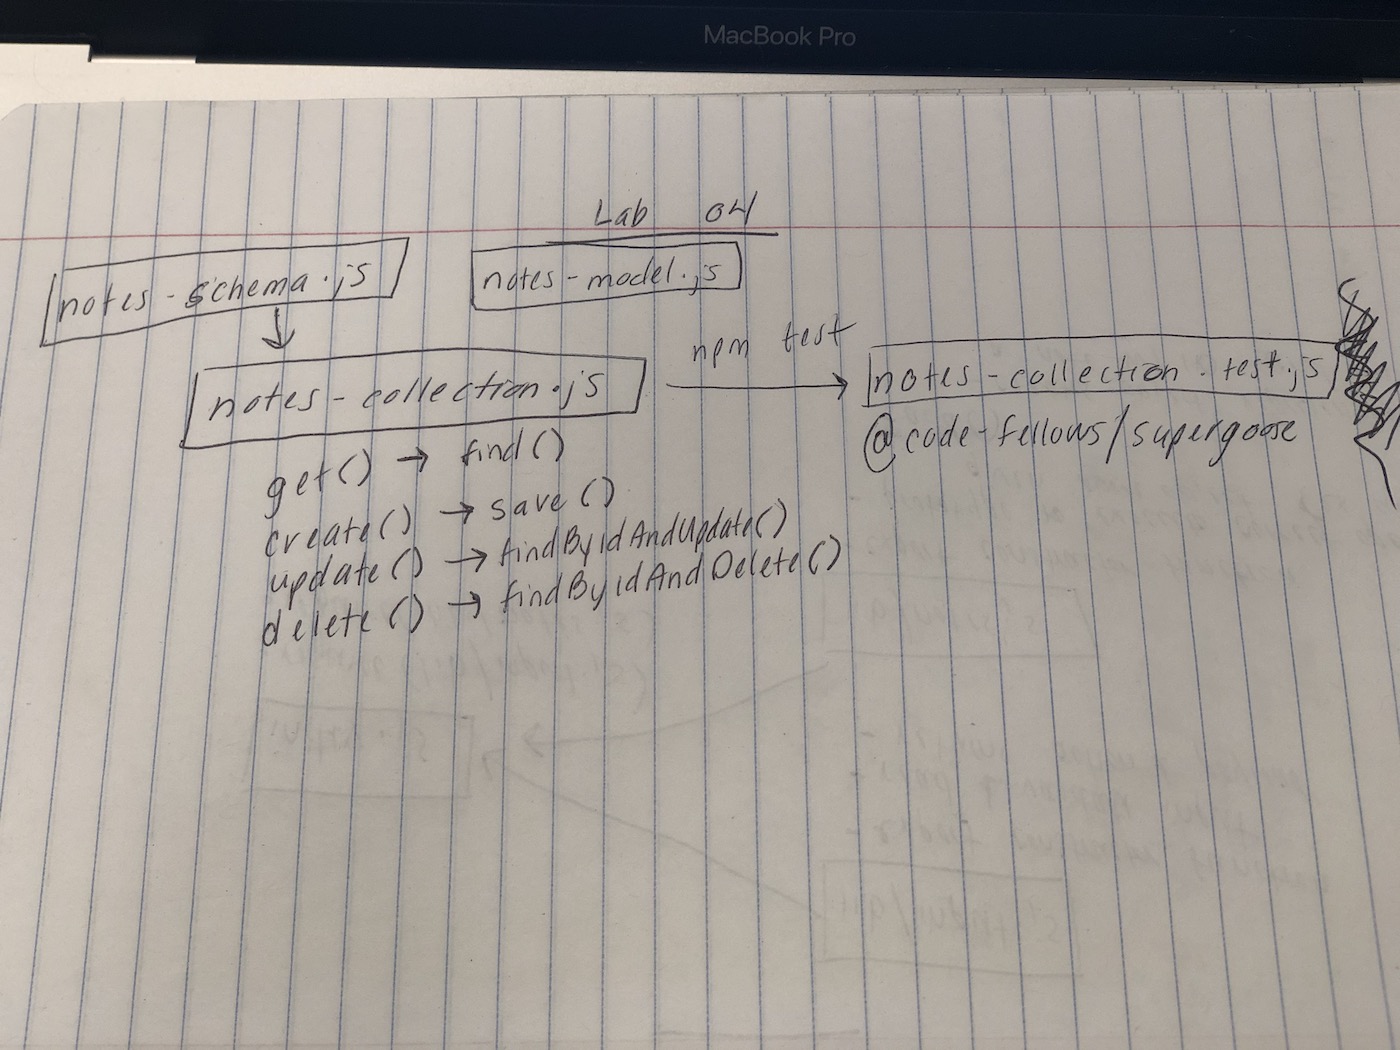 MacBook Pro
Lab 04
notes-schema.js
notes-model.js
notes-collection.js
npm test
notes-collection.test.js
@code-fellows/supergoose
get() → find()
create() → save()
update() → findByIdAndUpdate()
delete() → findByIdAndDelete()